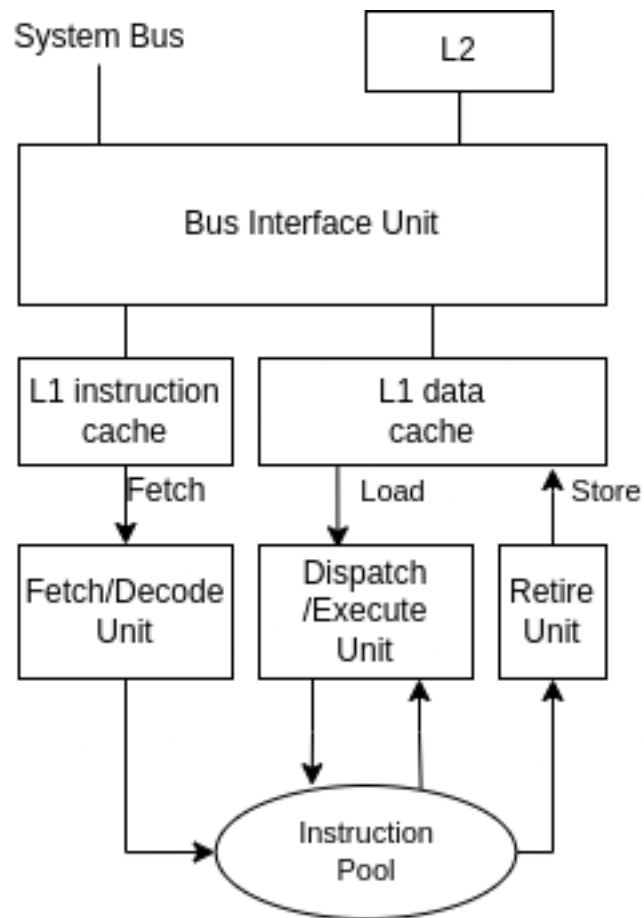 System Bus
L2
Bus Interface Unit
L1 instruction
cache
L1 data
cache
Fetch
Load
Store
Fetch/Decode
Unit
Dispatch
/Execute
Unit
Retire
Unit
Instruction
Pool